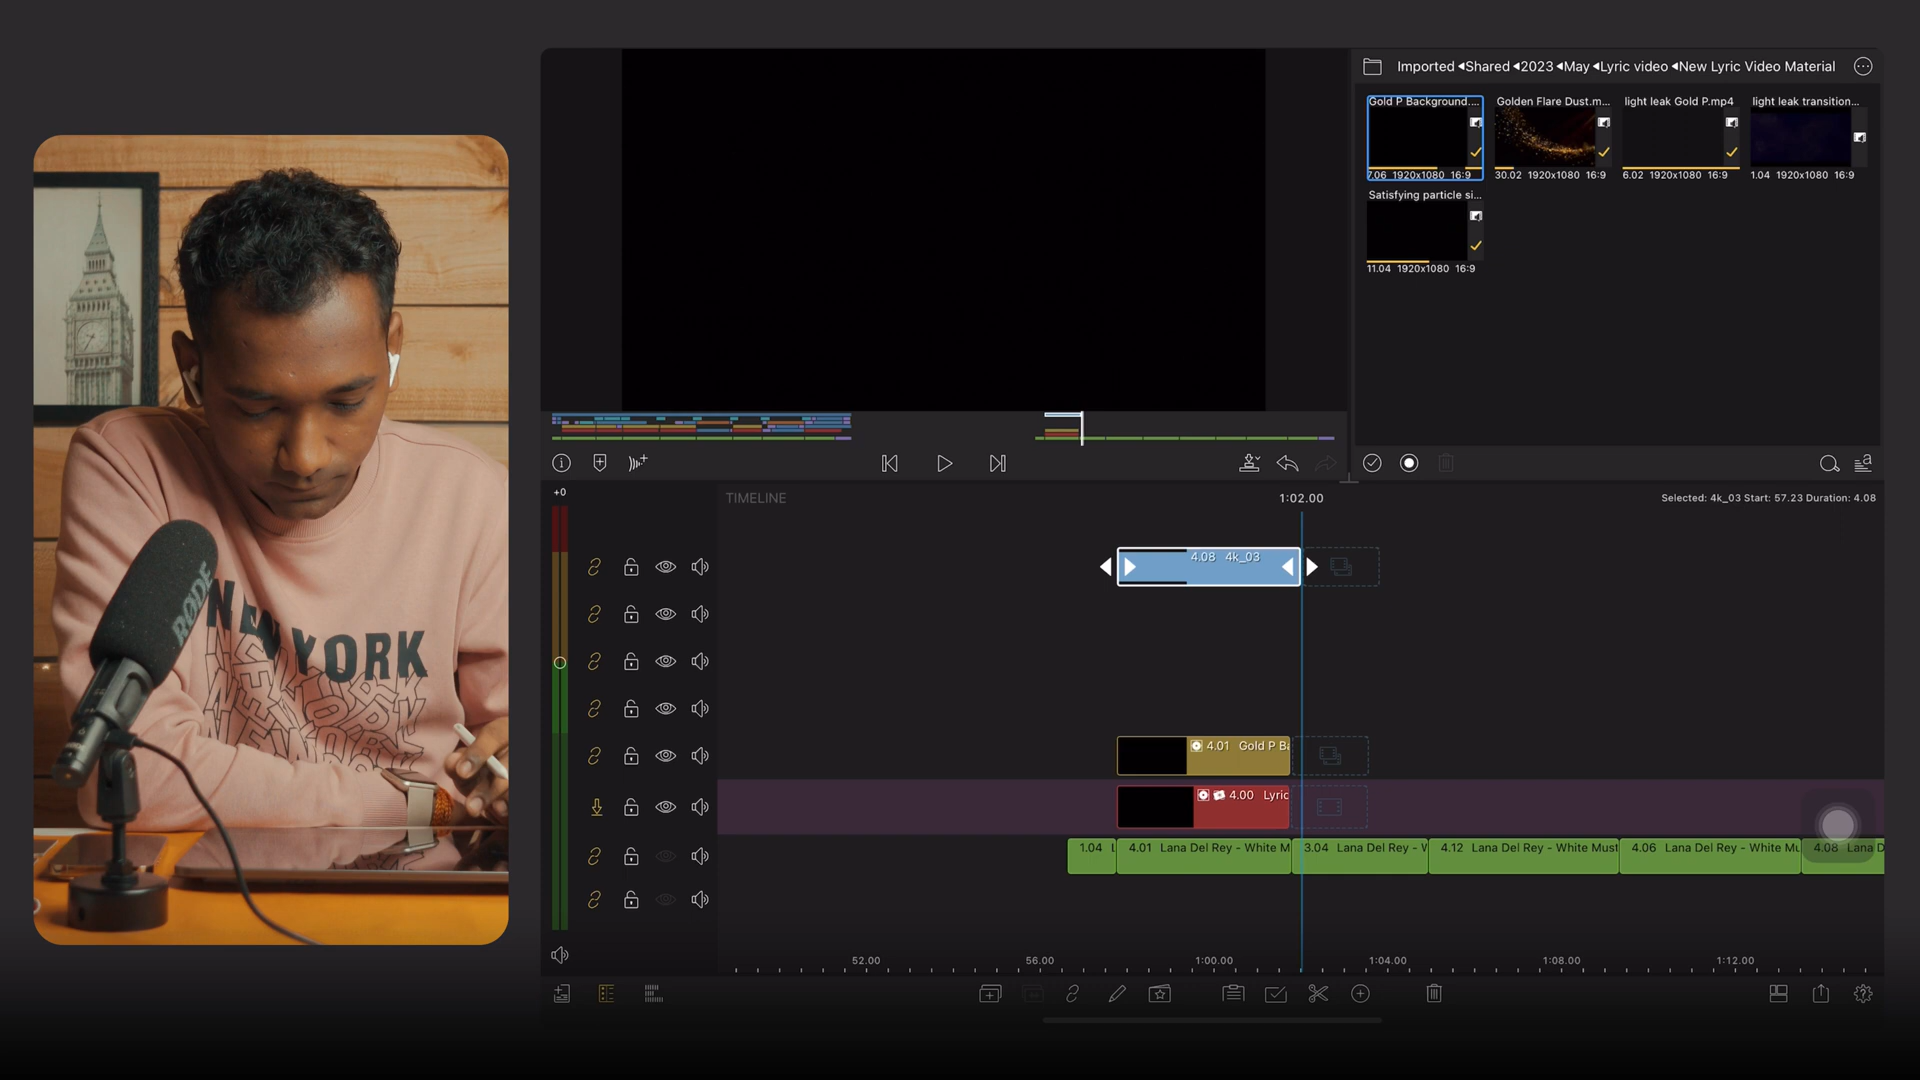 Imported ◂Shared ◂2023 ◂May ◂Lyric video ◂New Lyric Video Material
Gold P Background....
Golden Flare Dust.m...
light leak Gold P.mp4
light leak transition...
7.06 1920x1080 16:9
30.02 1920x1080 16:9
6.02 1920x1080 16:9
1.04 1920x1080 16:9
Satisfying particle si...
11.04 1920x1080 16:9
+0
TIMELINE
1:02.00
Selected: 4k_03 Start: 57.23 Duration: 4.08
4.08 4k_03
4.01 Gold P Ba
4.00 Lyric
1.04 L
4.01 Lana Del Rey - White M
3.04 Lana Del Rey - W
4.12 Lana Del Rey - White Must
4.06 Lana Del Rey - White Mu
4.08 Lana D
52.00
56.00
1:00.00
1:04.00
1:08.00
1:12.00
RØDE
NEW YORK
NEW YORK
NEW YORK